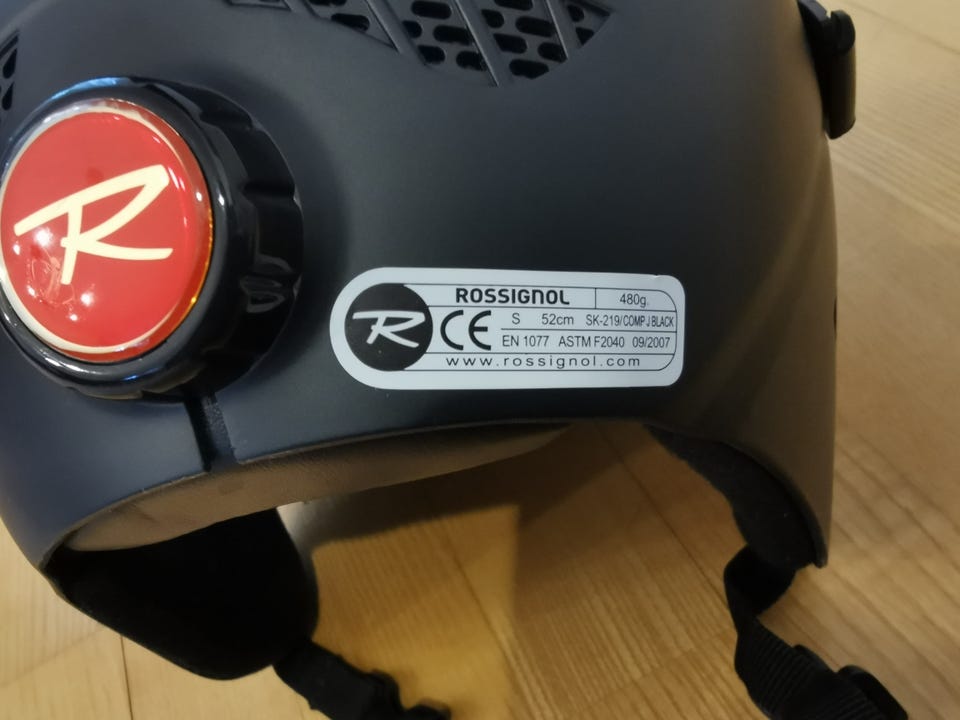 R
ROSSIGNOL 480g.
R CE S 52cm SK-219/COMP J BLACK
EN 1077 ASTM F2040 09/2007
www.rossignol.com